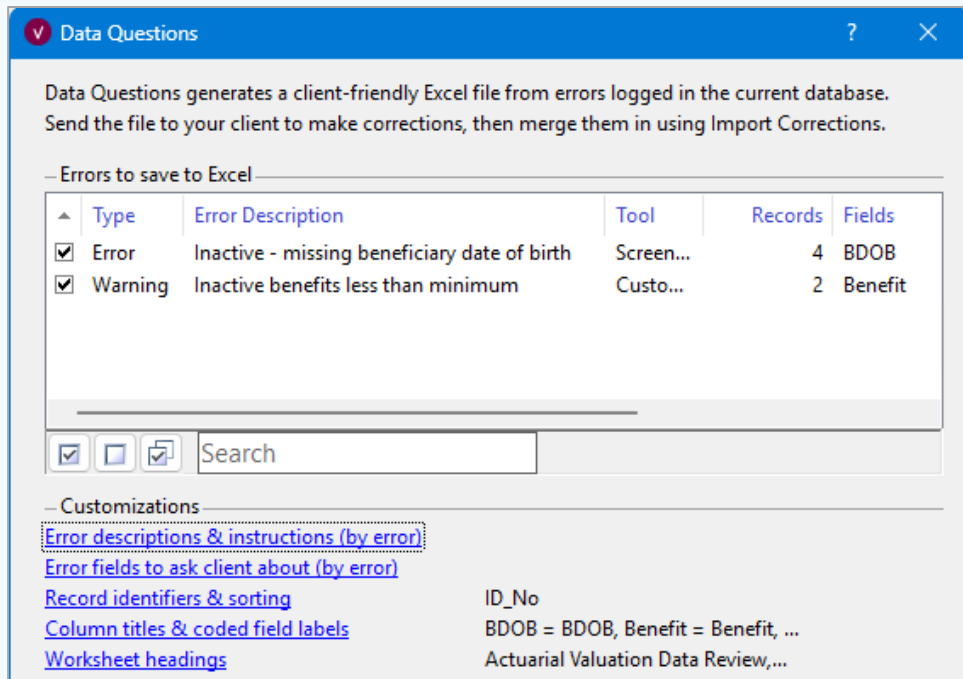 Data Questions ?
Data Questions generates a client-friendly Excel file from errors logged in the current database.
Send the file to your client to make corrections, then merge them in using Import Corrections.
Errors to save to Excel
Type Error Description Tool Records Fields
Error Inactive - missing beneficiary date of birth Screen... 4 BDOB
Warning Inactive benefits less than minimum Custo... 2 Benefit
Search
Customizations
Error descriptions & instructions (by error)
Error fields to ask client about (by error)
Record identifiers & sorting ID_No
Column titles & coded field labels BDOB = BDOB, Benefit = Benefit, ...
Worksheet headings Actuarial Valuation Data Review,...